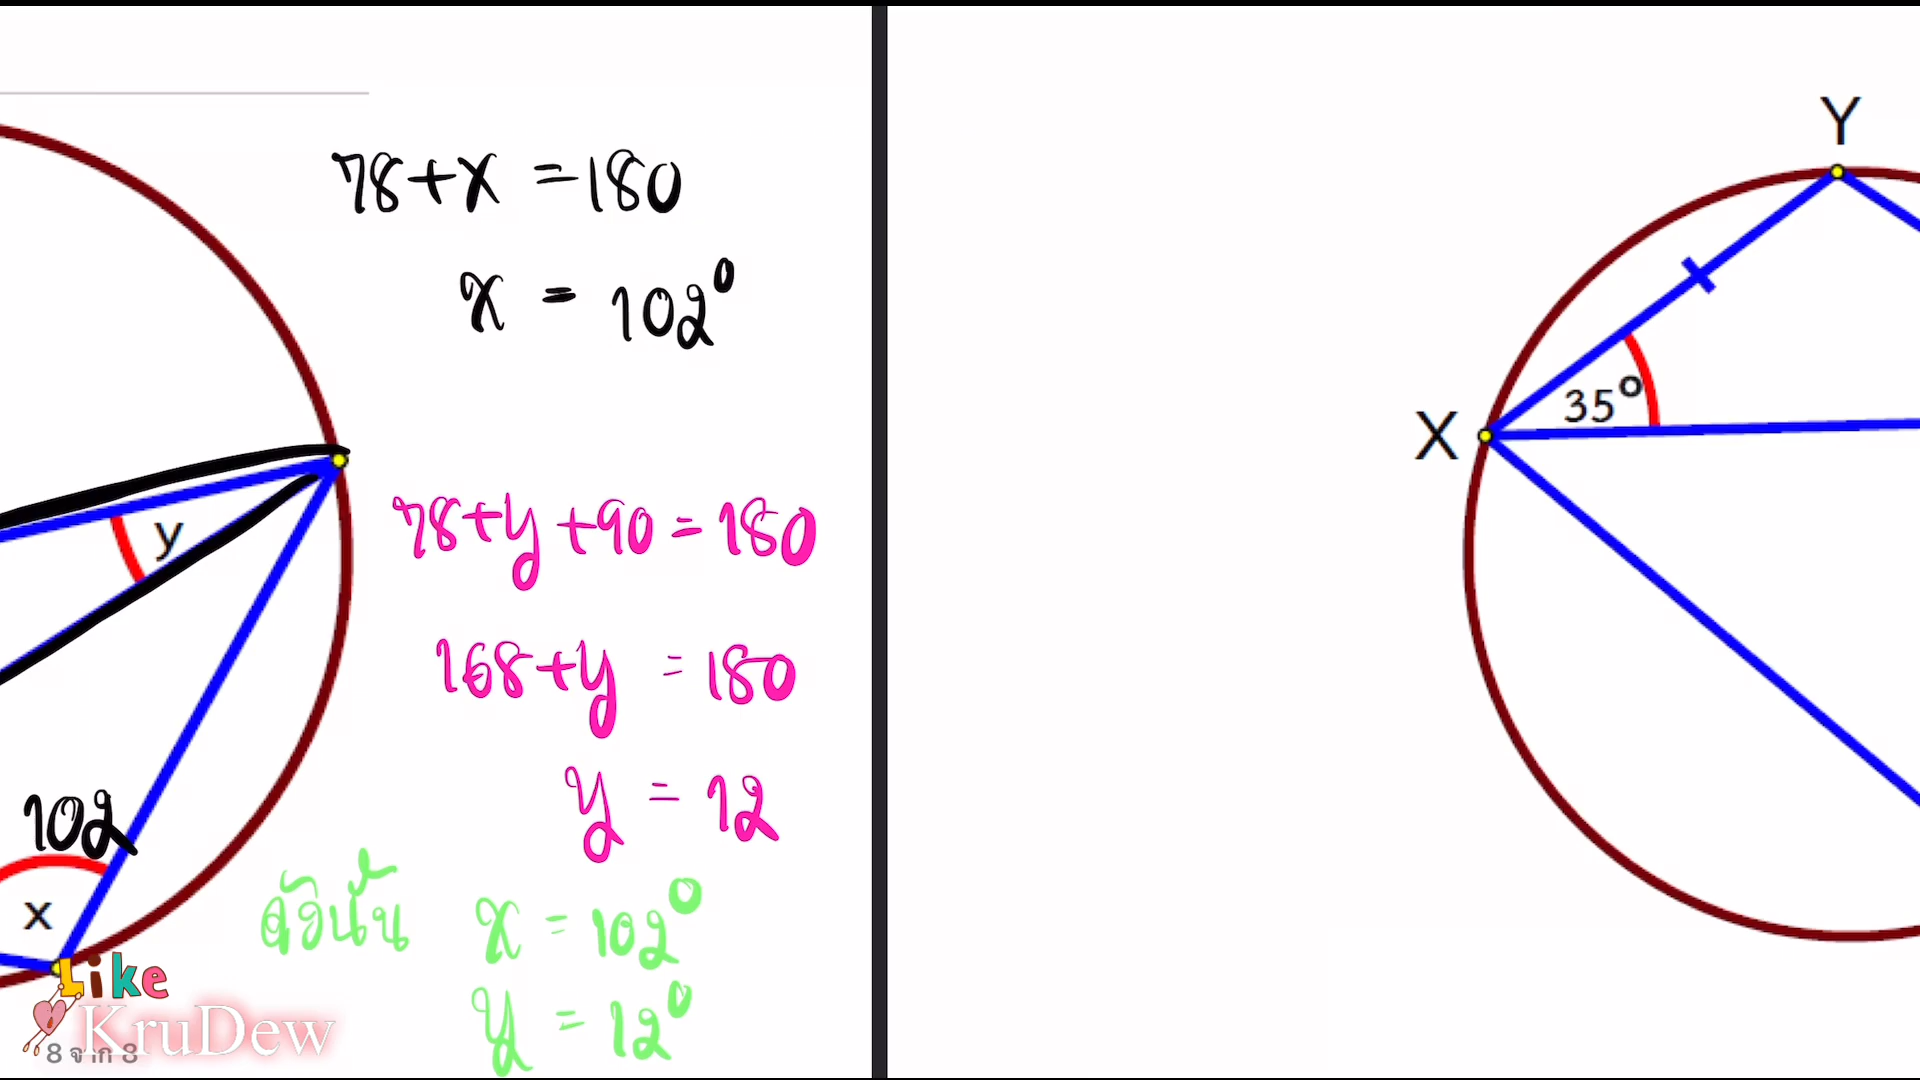 78+x = 180
x = 102°
y
78+y+90 = 180
168+y = 180
y = 12
102
x
ดังนั้น x = 102°
y = 12°
Like
KruDew
8 จาก 8
Y
35°
X